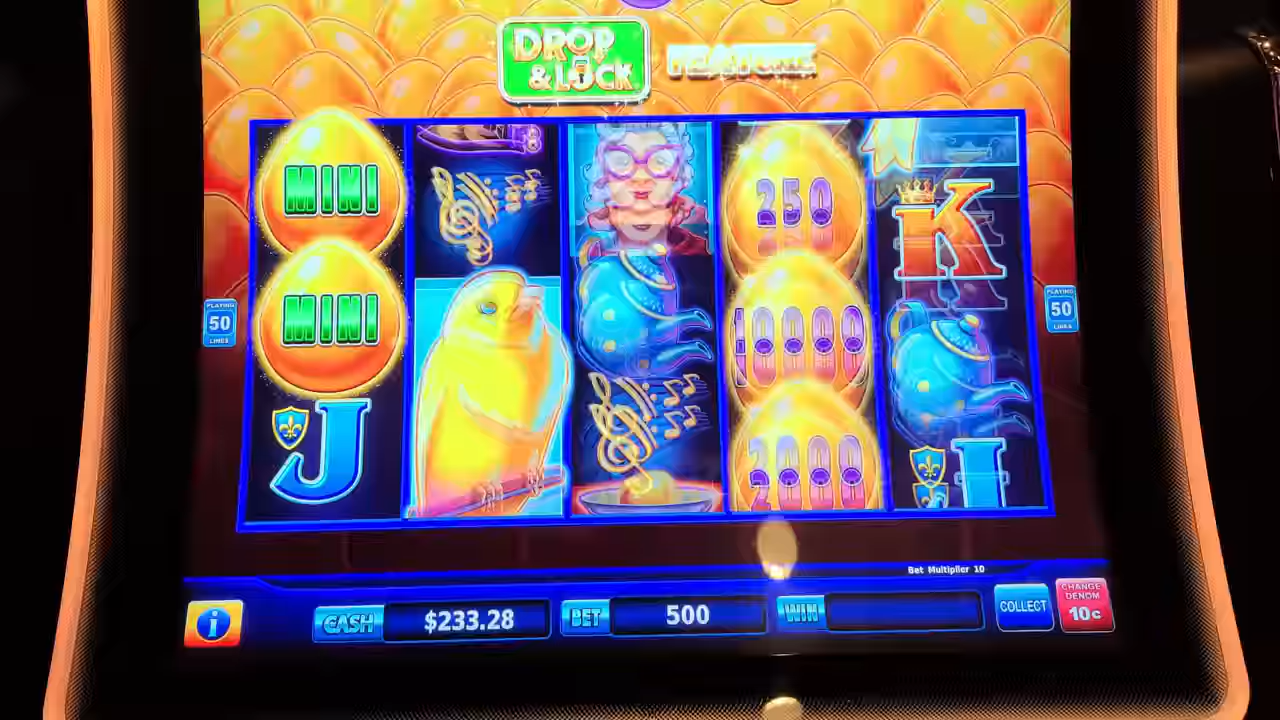 DROP
& LOCK
FEATURE
MINI
250
K
MINI
10000
PLAYING
50
LINES
PLAYING
50
LINES
J
2000
J
Bet Multiplier 10
i
CASH
$233.28
BET
500
WIN
COLLECT
CHANGE
DENOM
10¢